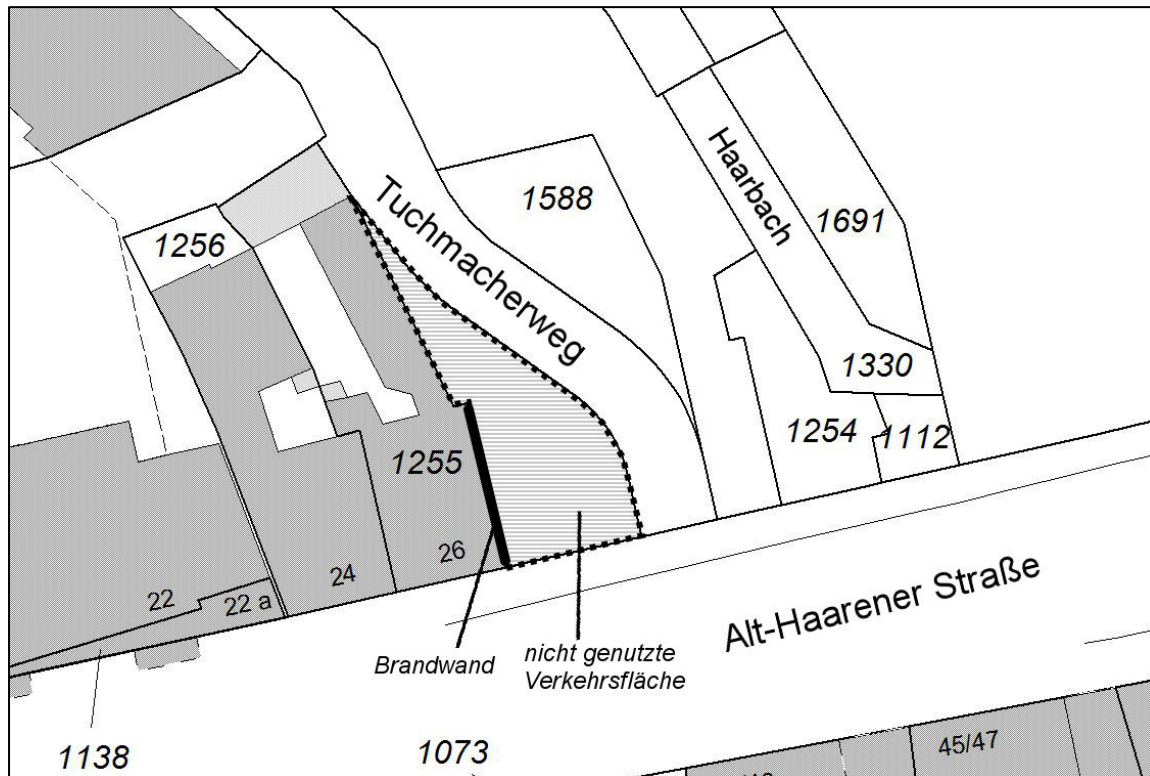 Haarbach
1588
1691
Tuchmacherweg
1256
1330
1254
1112
1255
26
24
22
22 a
Alt-Haarener Straße
Brandwand
nicht genutzte
Verkehrsfläche
1138
1073
45/47